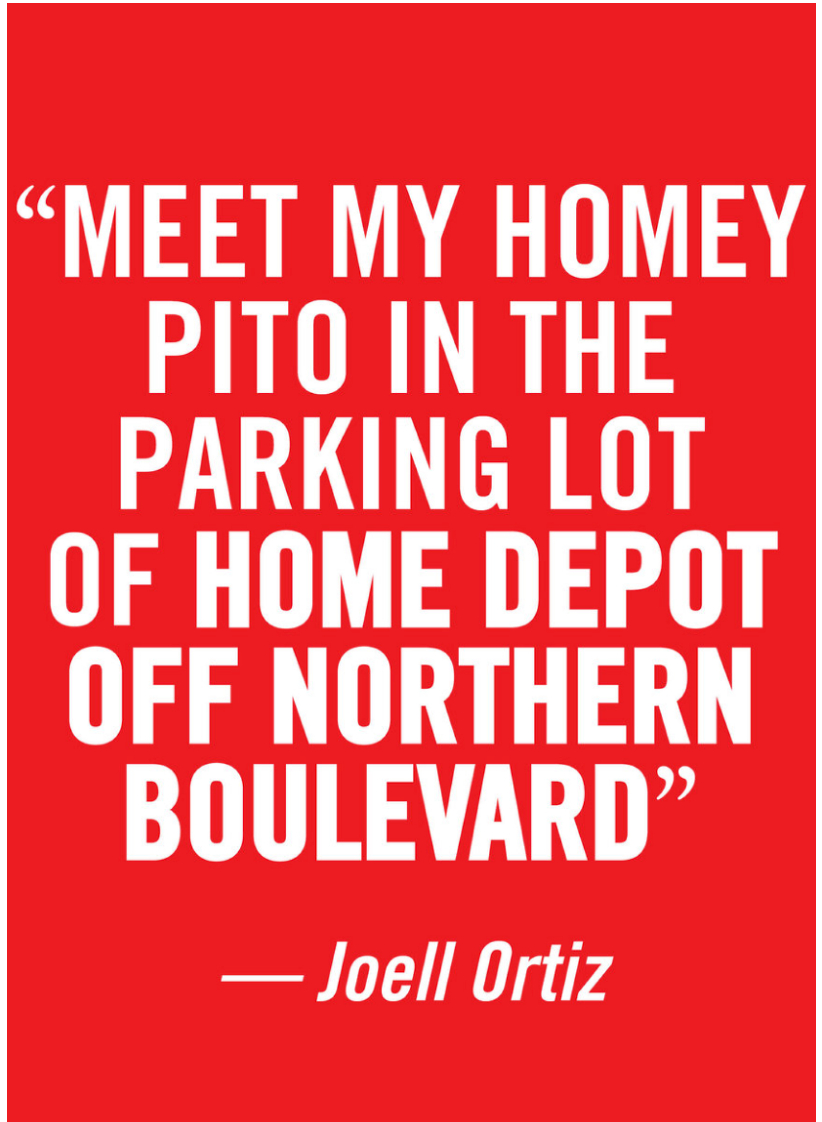 “MEET MY HOMEY
PITO IN THE
PARKING LOT
OF HOME DEPOT
OFF NORTHERN
BOULEVARD”
— Joell Ortiz